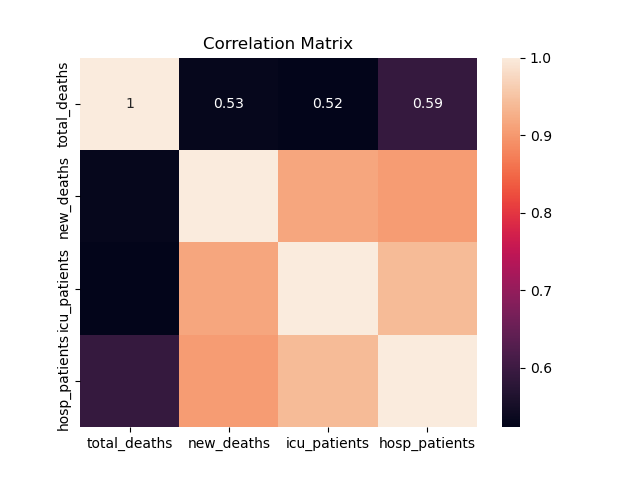 Correlation Matrix
total_deaths
new_deaths
icu_patients
hosp_patients
1 0.53 0.52 0.59
total_deaths new_deaths icu_patients hosp_patients
1.0
0.9
0.8
0.7
0.6